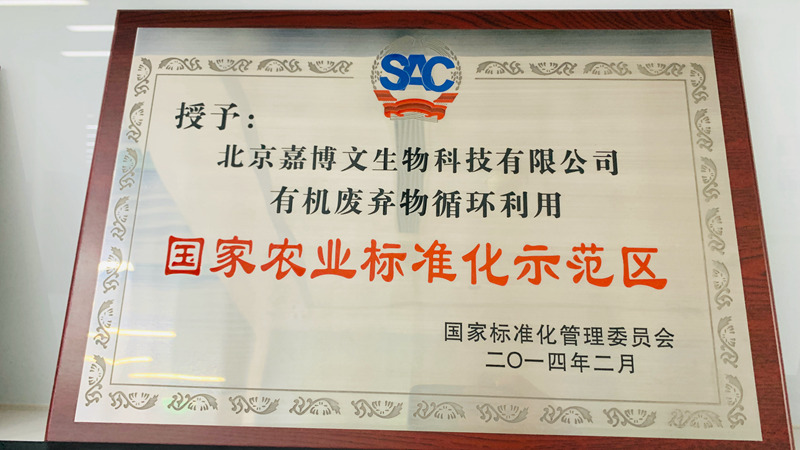 SAC
授予：
北京嘉博文生物科技有限公司
有机废弃物循环利用
国家农业标准化示范区
国家标准化管理委员会
二〇一四年二月